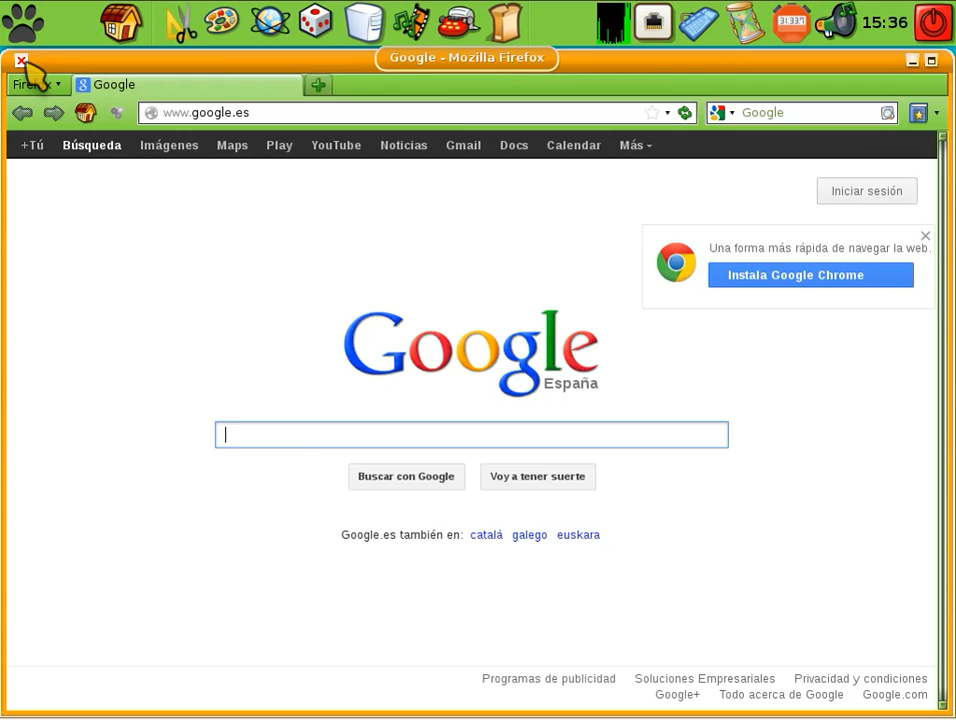 31:337
15:36
Google - Mozilla Firefox
Google
www.google.es
Google
+Tú Búsqueda Imágenes Maps Play YouTube Noticias Gmail Docs Calendar Más
Iniciar sesión
Una forma más rápida de navegar la web.
Instala Google Chrome
Google
España
Buscar con Google Voy a tener suerte
Google.es también en: català galego euskara
Programas de publicidad Soluciones Empresariales Privacidad y condiciones
Google+ Todo acerca de Google Google.com